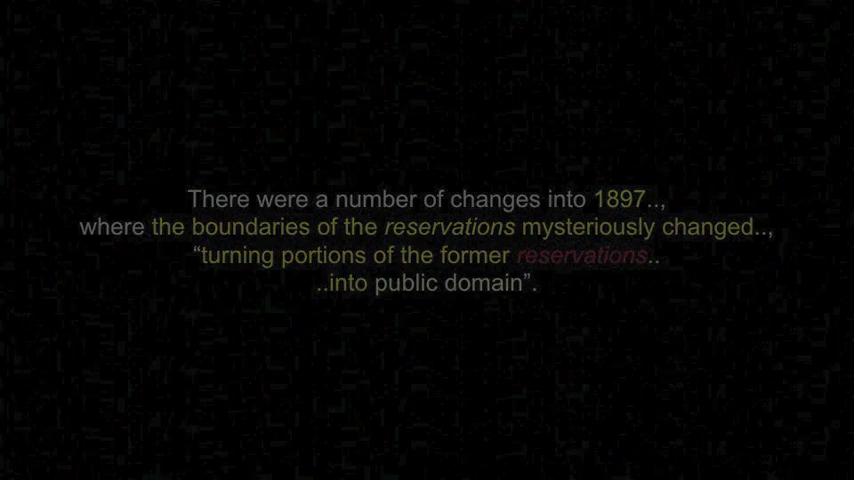 There were a number of changes into 1897..,
where the boundaries of the reservations mysteriously changed..,
“turning portions of the former reservations..
..into public domain”.